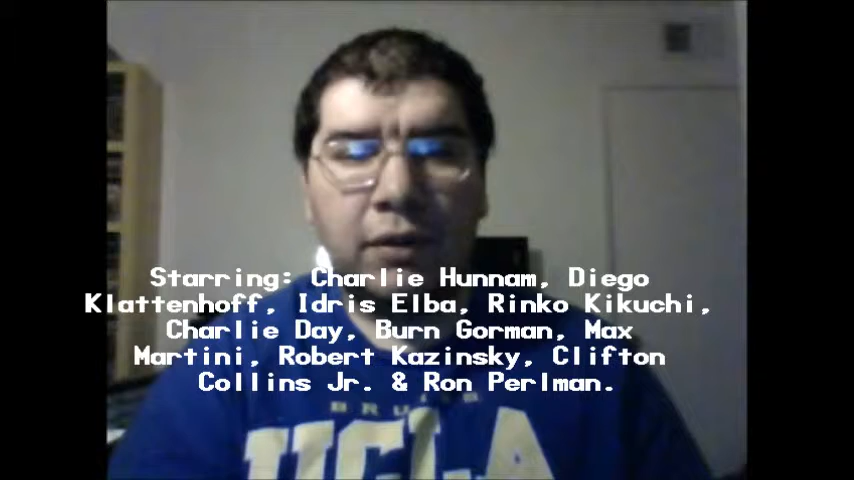 Starring: Charlie Hunnam, Diego
Klattenhoff, Idris Elba, Rinko Kikuchi,
Charlie Day, Burn Gorman, Max
Martini, Robert Kazinsky, Clifton
Collins Jr. & Ron Perlman.
BRUINS
UCLA